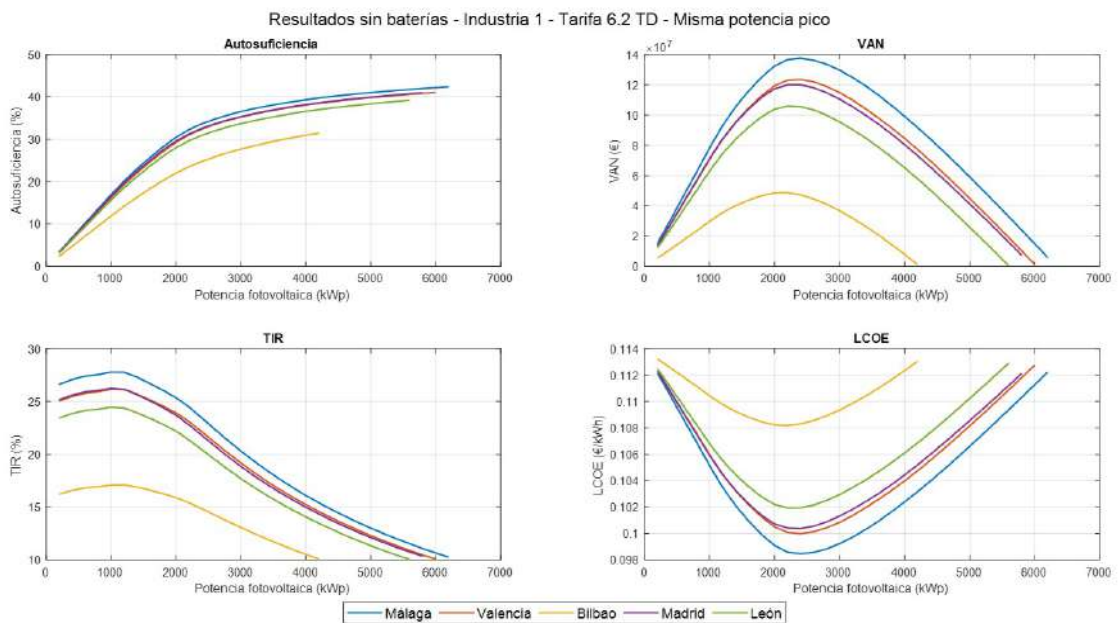 Resultados sin baterías - Industria 1 - Tarifa 6.2 TD - Misma potencia pico
Autosuficiencia
50
40
30
20
10
0
Autosuficiencia (%)
0 1000 2000 3000 4000 5000 6000 7000
Potencia fotovoltaica (kWp)
VAN
×10⁷
14
12
10
8
6
4
2
0
VAN (€)
0 1000 2000 3000 4000 5000 6000 7000
Potencia fotovoltaica (kWp)
TIR
30
25
20
15
10
TIR (%)
0 1000 2000 3000 4000 5000 6000 7000
Potencia fotovoltaica (kWp)
LCOE
0.114
0.112
0.11
0.108
0.106
0.104
0.102
0.1
0.098
LCOE (€/kWh)
0 1000 2000 3000 4000 5000 6000 7000
Potencia fotovoltaica (kWp)
Málaga Valencia Bilbao Madrid León